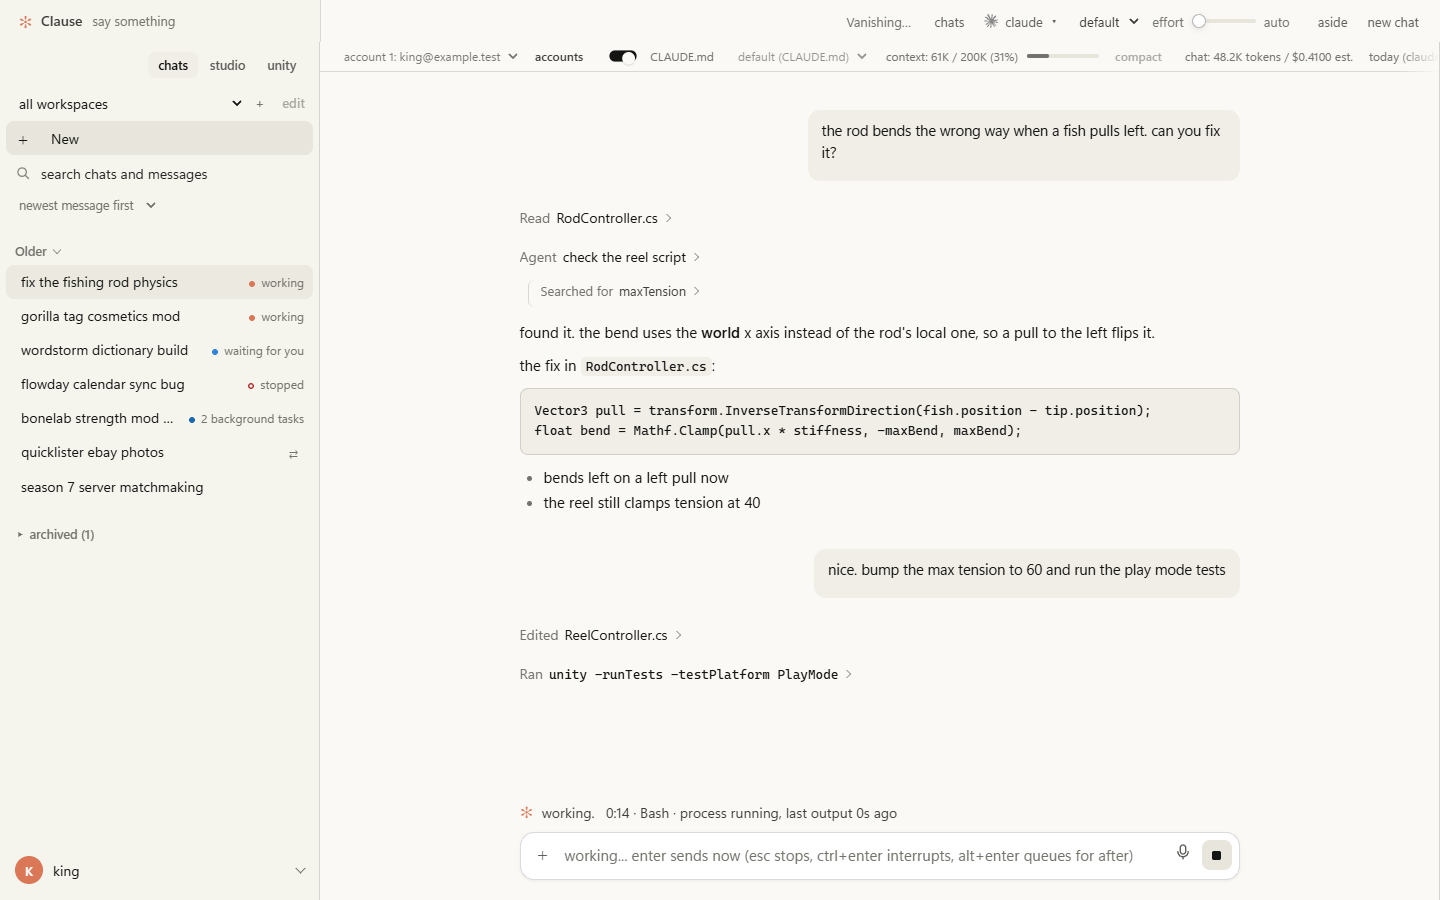 Clause say something
Vanishing... chats claude default effort auto aside new chat
chats studio unity
account 1: king@example.test accounts CLAUDE.md default (CLAUDE.md) context: 61K / 200K (31%) compact chat: 48.2K tokens / $0.4100 est. today (claud
all workspaces + edit
+ New
search chats and messages
newest message first
Older
fix the fishing rod physics working
gorilla tag cosmetics mod working
wordstorm dictionary build waiting for you
flowday calendar sync bug stopped
bonelab strength mod ... 2 background tasks
quicklister ebay photos
season 7 server matchmaking
archived (1)
K king
the rod bends the wrong way when a fish pulls left. can you fix
it?
Read RodController.cs
Agent check the reel script
Searched for maxTension
found it. the bend uses the world x axis instead of the rod's local one, so a pull to the left flips it.
the fix in RodController.cs:
Vector3 pull = transform.InverseTransformDirection(fish.position - tip.position);
float bend = Mathf.Clamp(pull.x * stiffness, -maxBend, maxBend);
• bends left on a left pull now
• the reel still clamps tension at 40
nice. bump the max tension to 60 and run the play mode tests
Edited ReelController.cs
Ran unity -runTests -testPlatform PlayMode
working. 0:14 · Bash · process running, last output 0s ago
+ working... enter sends now (esc stops, ctrl+enter interrupts, alt+enter queues for after)